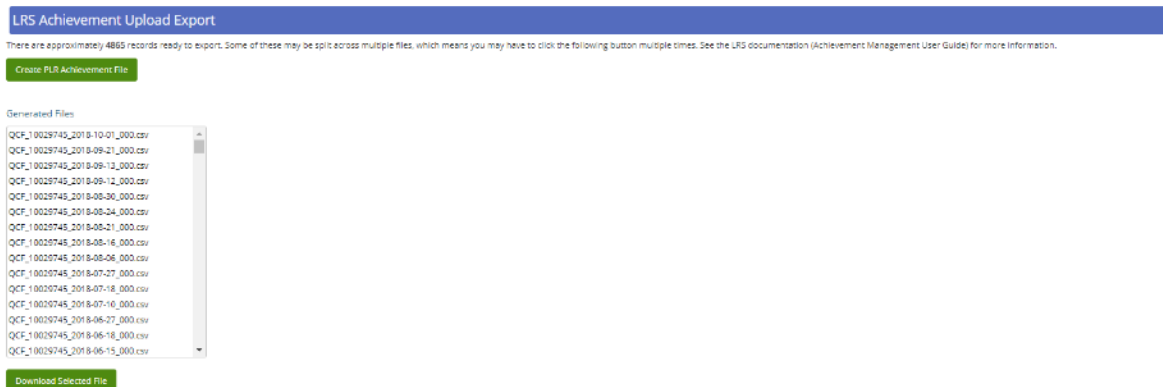 LRS Achievement Upload Export
There are approximately 4865 records ready to export. Some of these may be split across multiple files, which means you may have to click the following button multiple times. See the LRS documentation (Achievement Management User Guide) for more information.
Create PLR Achievement File
Generated Files
QCF_10029745_2018-10-01_000.csv
QCF_10029745_2018-09-21_000.csv
QCF_10029745_2018-09-13_000.csv
QCF_10029745_2018-09-12_000.csv
QCF_10029745_2018-08-30_000.csv
QCF_10029745_2018-08-24_000.csv
QCF_10029745_2018-08-21_000.csv
QCF_10029745_2018-08-16_000.csv
QCF_10029745_2018-08-06_000.csv
QCF_10029745_2018-07-27_000.csv
QCF_10029745_2018-07-18_000.csv
QCF_10029745_2018-07-10_000.csv
QCF_10029745_2018-06-27_000.csv
QCF_10029745_2018-06-18_000.csv
QCF_10029745_2018-06-15_000.csv
Download Selected File